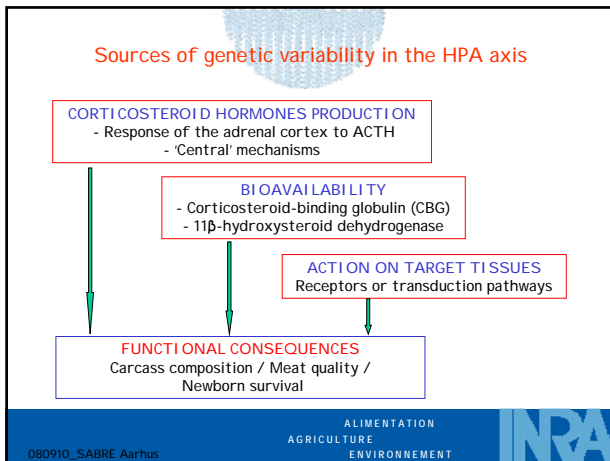 Sources of genetic variability in the HPA axis
CORTICOSTEROID HORMONES PRODUCTION
- Response of the adrenal cortex to ACTH
- 'Central' mechanisms
BIOAVAILABILITY
- Corticosteroid-binding globulin (CBG)
- 11β-hydroxysteroid dehydrogenase
ACTION ON TARGET TISSUES
Receptors or transduction pathways
FUNCTIONAL CONSEQUENCES
Carcass composition / Meat quality /
Newborn survival
ALIMENTATION
AGRICULTURE
ENVIRONNEMENT
INRA
080910_SABRE Aarhus